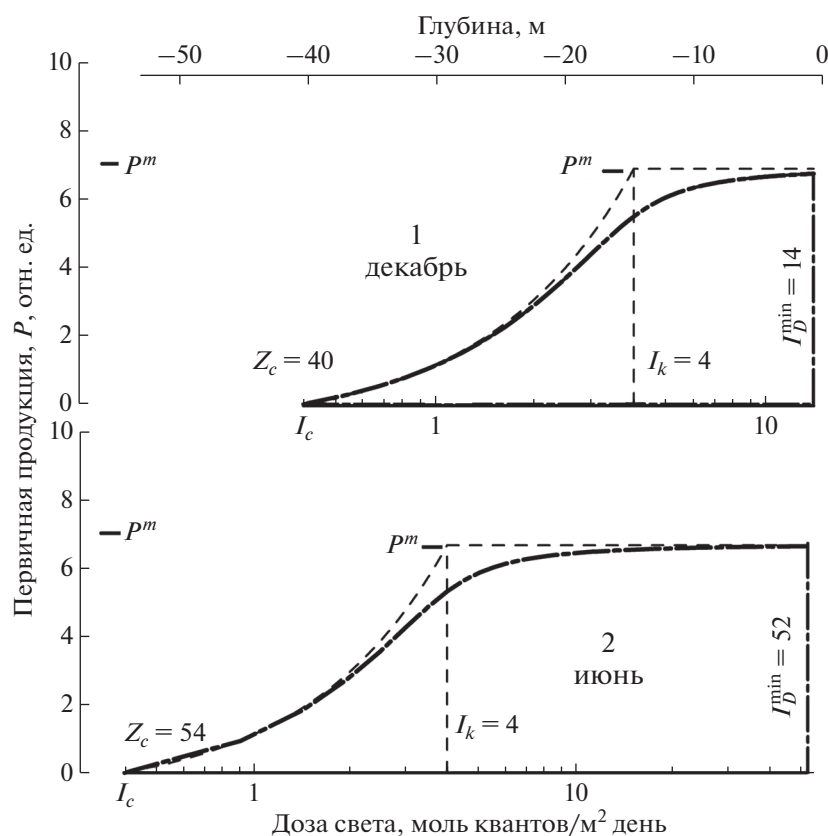 Глубина, м
−50 −40 −30 −20 −10 0
Первичная продукция, P, отн. ед.
10
8
P^m P^m
6
1
декабрь
4
I_D^min = 14
2
Z_c = 40 I_k = 4
0
I_c 1 10
10
8
P^m P^m
6
4
2
июнь
I_D^min = 52
2
Z_c = 54 I_k = 4
0
I_c 1 10
Доза света, моль квантов/м² день